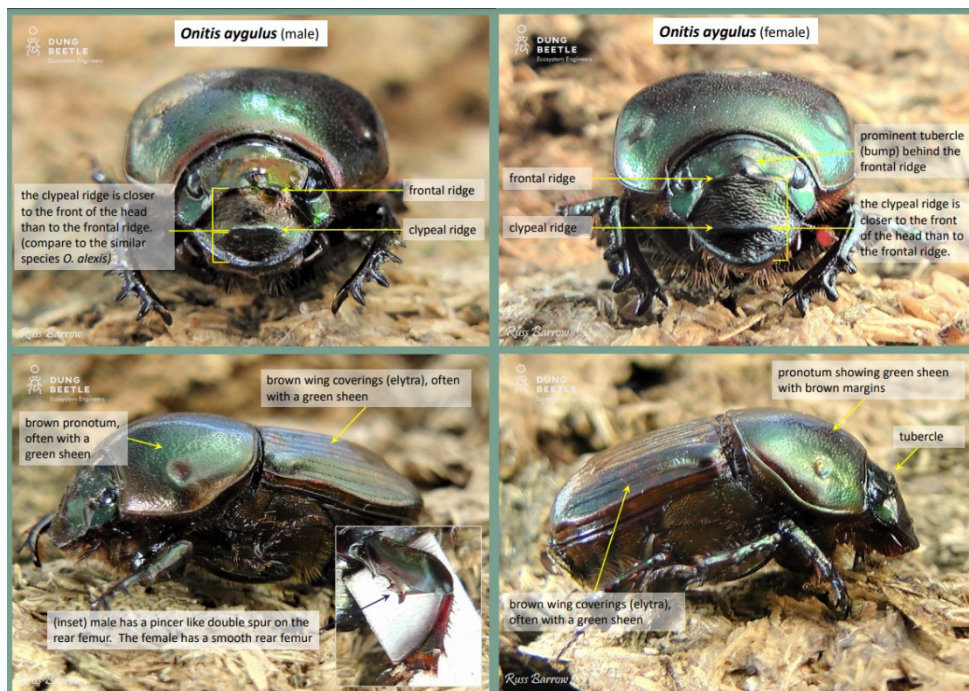 Onitis aygulus (male)
DUNG
BEETLE
Ecosystem Engineers
the clypeal ridge is closer
to the front of the head
than to the frontal ridge.
(compare to the similar
species O. alexis)
frontal ridge
clypeal ridge
Russ Barrow
Onitis aygulus (female)
DUNG
BEETLE
Ecosystem Engineers
prominent tubercle
(bump) behind the
frontal ridge
frontal ridge
clypeal ridge
the clypeal ridge is
closer to the front
of the head than to
the frontal ridge.
Russ Barrow
DUNG
BEETLE
Ecosystem Engineers
brown wing coverings (elytra), often
with a green sheen
brown pronotum,
often with a
green sheen
(inset) male has a pincer like double spur on the
rear femur. The female has a smooth rear femur
Russ Barrow
DUNG
BEETLE
Ecosystem Engineers
pronotum showing green sheen
with brown margins
tubercle
brown wing coverings (elytra),
often with a green sheen
Russ Barrow